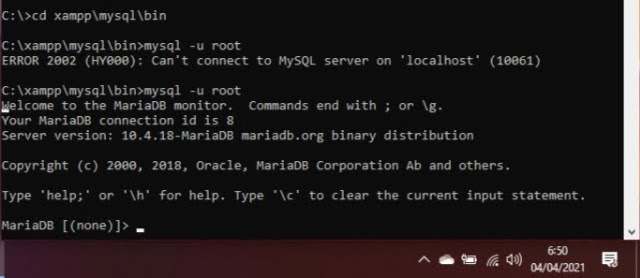 C:\>cd xampp\mysql\bin
C:\xampp\mysql\bin>mysql -u root
ERROR 2002 (HY000): Can't connect to MySQL server on 'localhost' (10061)
C:\xampp\mysql\bin>mysql -u root
Welcome to the MariaDB monitor.  Commands end with ; or \g.
Your MariaDB connection id is 8
Server version: 10.4.18-MariaDB mariadb.org binary distribution
Copyright (c) 2000, 2018, Oracle, MariaDB Corporation Ab and others.
Type 'help;' or '\h' for help. Type '\c' to clear the current input statement.
MariaDB [(none)]>
6:50
04/04/2021